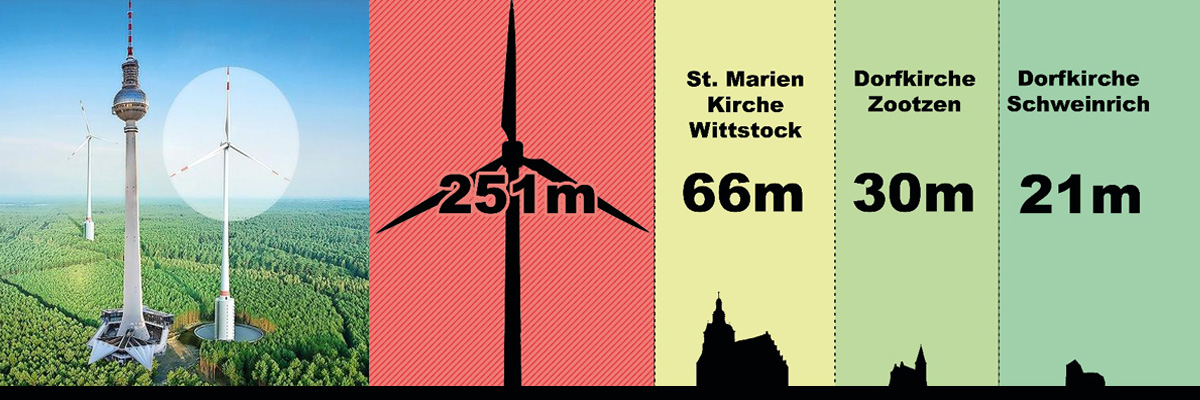 251m
St. Marien
Kirche
Wittstock
66m
Dorfkirche
Zootzen
30m
Dorfkirche
Schweinrich
21m